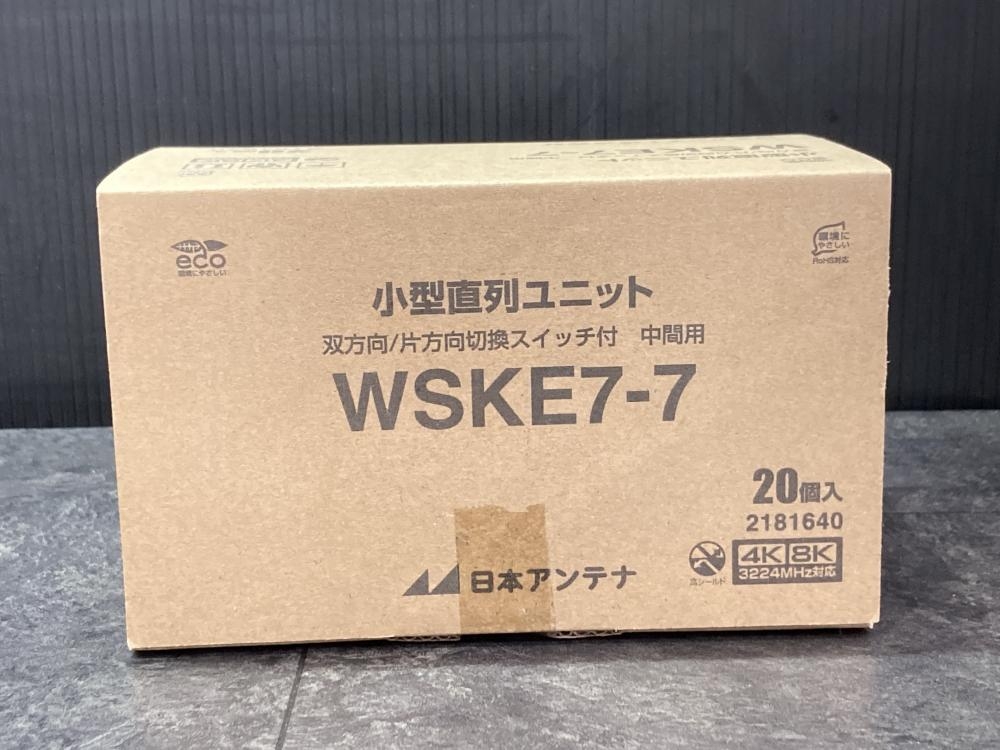 WSKE7-7
eco
環境にやさしい
環境に
やさしい
RoHS対応
小型直列ユニット
双方向/片方向切換スイッチ付 中間用
WSKE7-7
20個入
2181640
高シールド
4K 8K
3224MHz対応
日本アンテナ